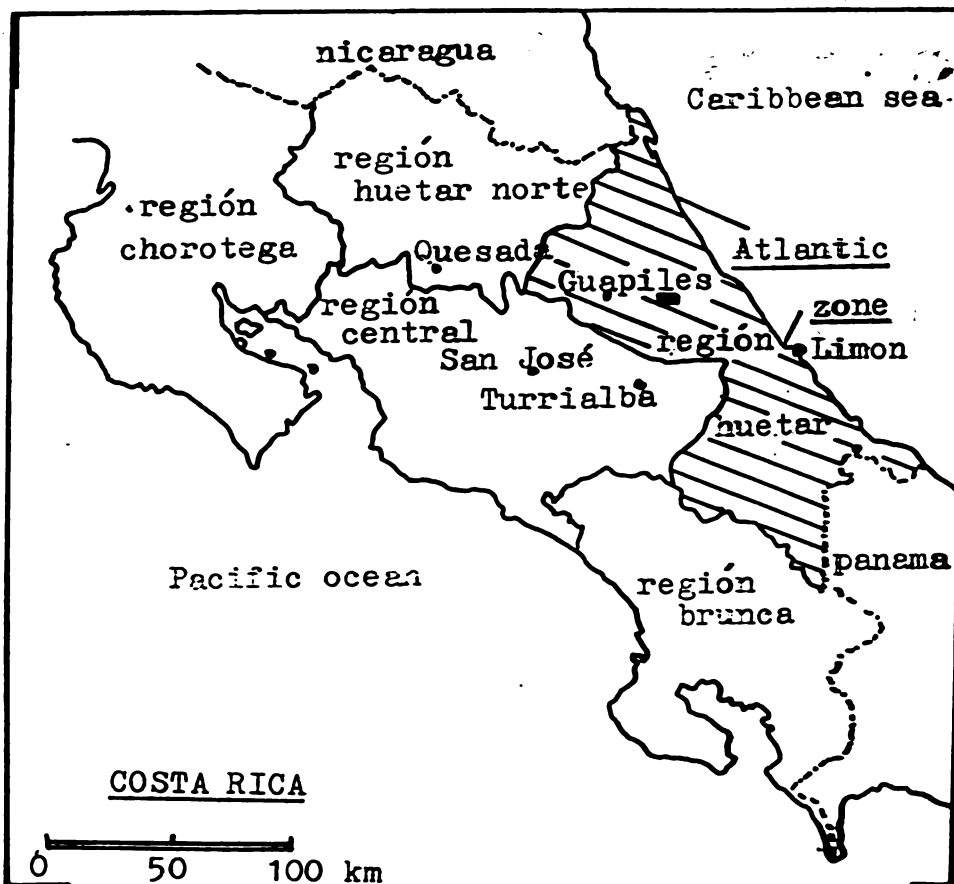 nicaragua
Caribbean sea
región
huetar norte
región
chorotega
Quesada
Atlantic
Guapiles
zone
región
central
región
Limon
San José
Turrialba
huetar
Pacific ocean
panama
región
brunca
COSTA RICA
0 50 100 km